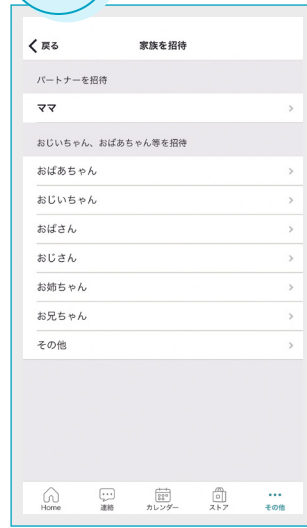 戻る 家族を招待
パートナーを招待
ママ
おじいちゃん、おばあちゃん等を招待
おばあちゃん
おじいちゃん
おばさん
おじさん
お姉ちゃん
お兄ちゃん
その他
Home 連絡 カレンダー ストア その他